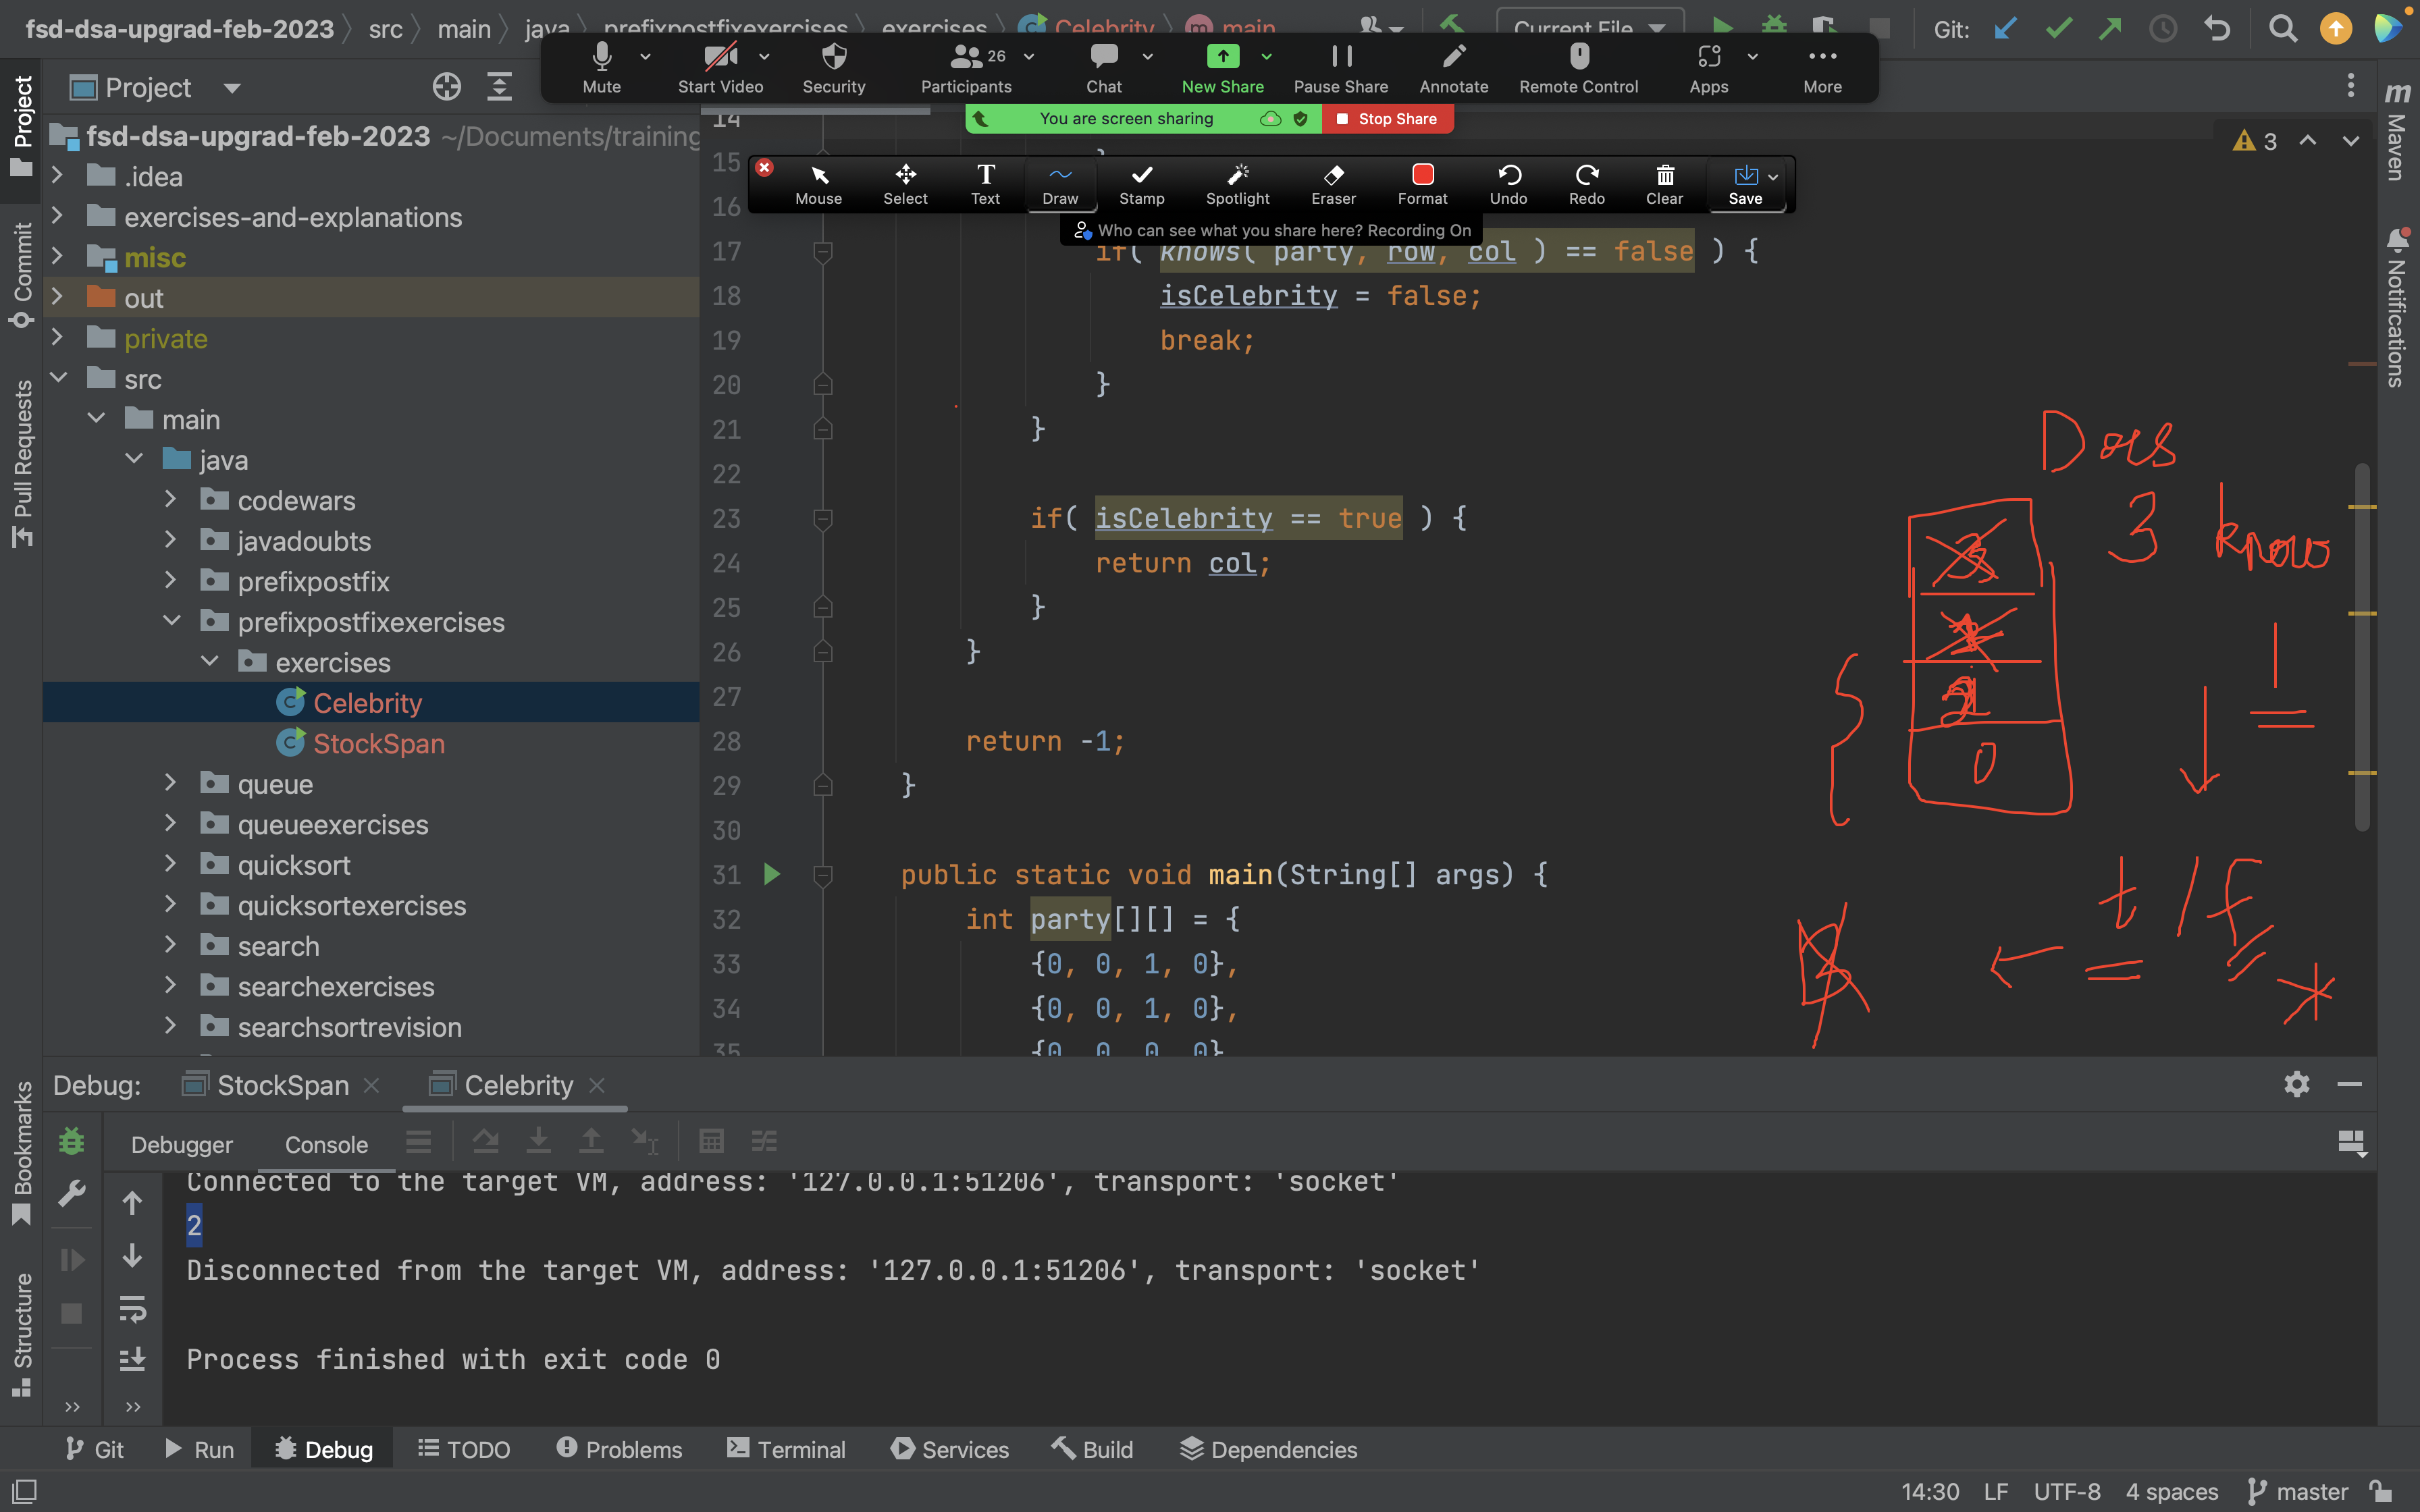 fsd-dsa-upgrad-feb-2023 src main java prefixpostfixexercises exercises Celebrity main Current File Git:
Mute Start Video Security Participants 26 Chat New Share Pause Share Annotate Remote Control Apps More
You are screen sharing Stop Share
Mouse Select Text Draw Stamp Spotlight Eraser Format Undo Redo Clear Save
Who can see what you share here? Recording On
Project
Commit
Pull Requests
Bookmarks
Structure
m Maven
Notifications
Project
fsd-dsa-upgrad-feb-2023 ~/Documents/training
.idea
exercises-and-explanations
misc
out
private
src
main
java
codewars
javadoubts
prefixpostfix
prefixpostfixexercises
exercises
Celebrity
StockSpan
queue
queueexercises
quicksort
quicksortexercises
search
searchexercises
searchsortrevision
3
14
15 }
16
17 if( knows( party, row, col ) == false ) {
18 isCelebrity = false;
19 break;
20 }
21 }
22
23 if( isCelebrity == true ) {
24 return col;
25 }
26 }
27
28 return -1;
29 }
30
31 public static void main(String[] args) {
32 int party[][] = {
33 {0, 0, 1, 0},
34 {0, 0, 1, 0},
35 {0, 0, 0, 0}
Does
3 know
1
0
t / f
Debug: StockSpan Celebrity
Debugger Console
Connected to the target VM, address: '127.0.0.1:51206', transport: 'socket'
2
Disconnected from the target VM, address: '127.0.0.1:51206', transport: 'socket'
Process finished with exit code 0
Git Run Debug TODO Problems Terminal Services Build Dependencies
14:30 LF UTF-8 4 spaces master